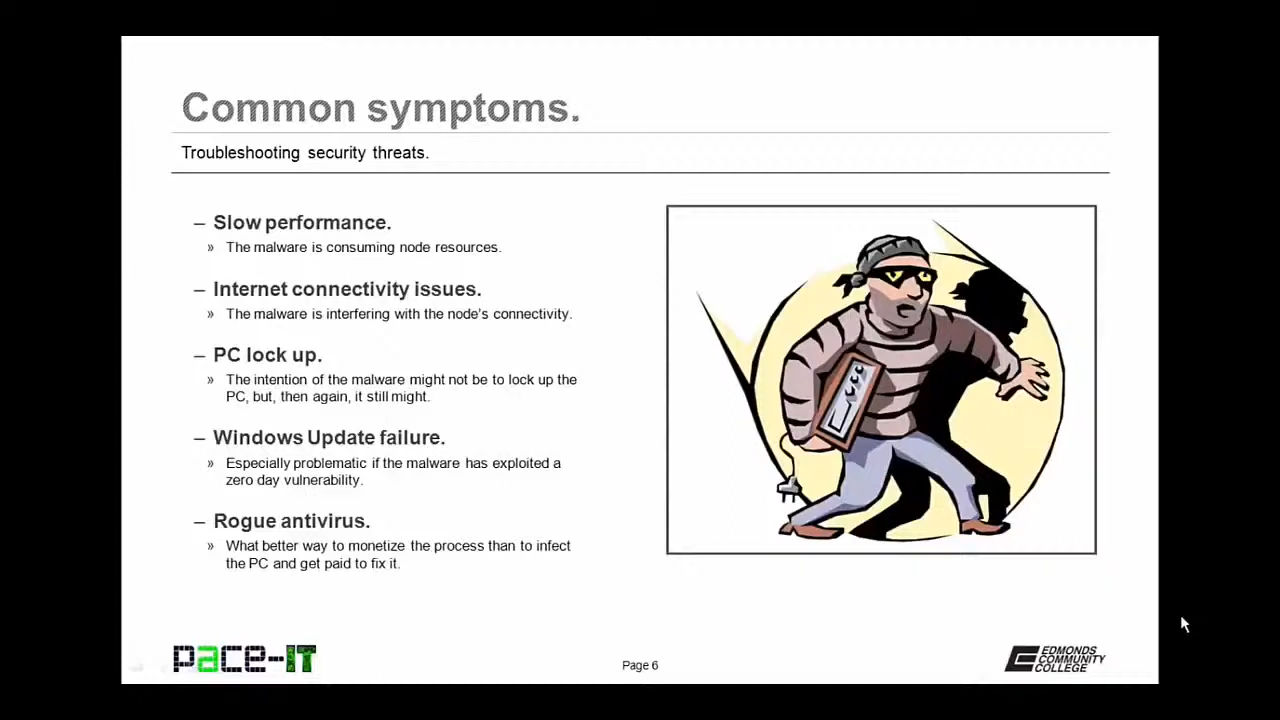 Common symptoms.
Troubleshooting security threats.
– Slow performance.
» The malware is consuming node resources.
– Internet connectivity issues.
» The malware is interfering with the node's connectivity.
– PC lock up.
» The intention of the malware might not be to lock up the
PC, but, then again, it still might.
– Windows Update failure.
» Especially problematic if the malware has exploited a
zero day vulnerability.
– Rogue antivirus.
» What better way to monetize the process than to infect
the PC and get paid to fix it.
pace-IT
Page 6
EDMONDS
COMMUNITY
COLLEGE